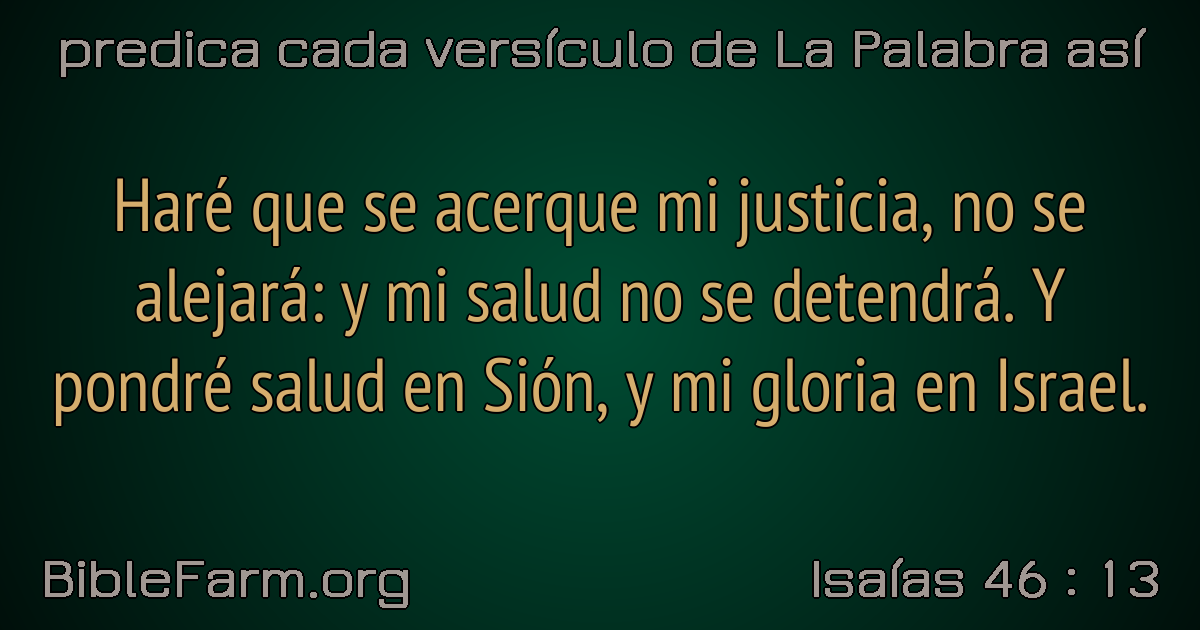 predica cada versículo de La Palabra así
Haré que se acerque mi justicia, no se
alejará: y mi salud no se detendrá. Y
pondré salud en Sión, y mi gloria en Israel.
BibleFarm.org
Isaías 46 : 13